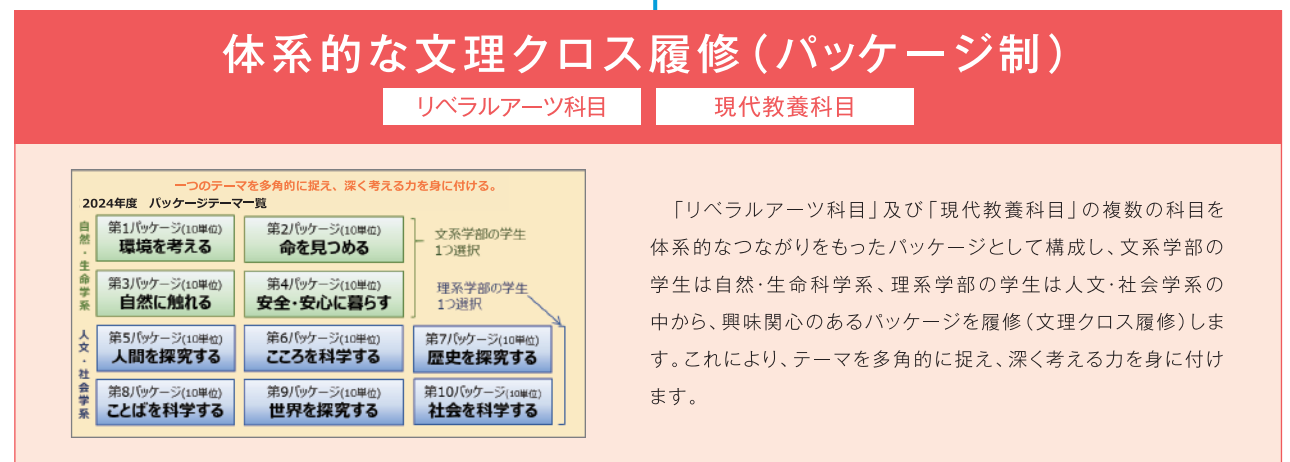 体系的な文理クロス履修（パッケージ制）
リベラルアーツ科目
現代教養科目
一つのテーマを多角的に捉え、深く考える力を身に付ける。
2024年度 パッケージテーマ一覧
自然・生命学系
第1パッケージ(10単位)
環境を考える
第2パッケージ(10単位)
命を見つめる
文系学部の学生
1つ選択
第3パッケージ(10単位)
自然に触れる
第4パッケージ(10単位)
安全・安心に暮らす
理系学部の学生
1つ選択
人文・社会学系
第5パッケージ(10単位)
人間を探究する
第6パッケージ(10単位)
こころを科学する
第7パッケージ(10単位)
歴史を探究する
第8パッケージ(10単位)
ことばを科学する
第9パッケージ(10単位)
世界を探究する
第10パッケージ(10単位)
社会を科学する
「リベラルアーツ科目」及び「現代教養科目」の複数の科目を
体系的なつながりをもったパッケージとして構成し、文系学部の
学生は自然・生命科学系、理系学部の学生は人文・社会学系の
中から、興味関心のあるパッケージを履修（文理クロス履修）しま
す。これにより、テーマを多角的に捉え、深く考える力を身に付け
ます。